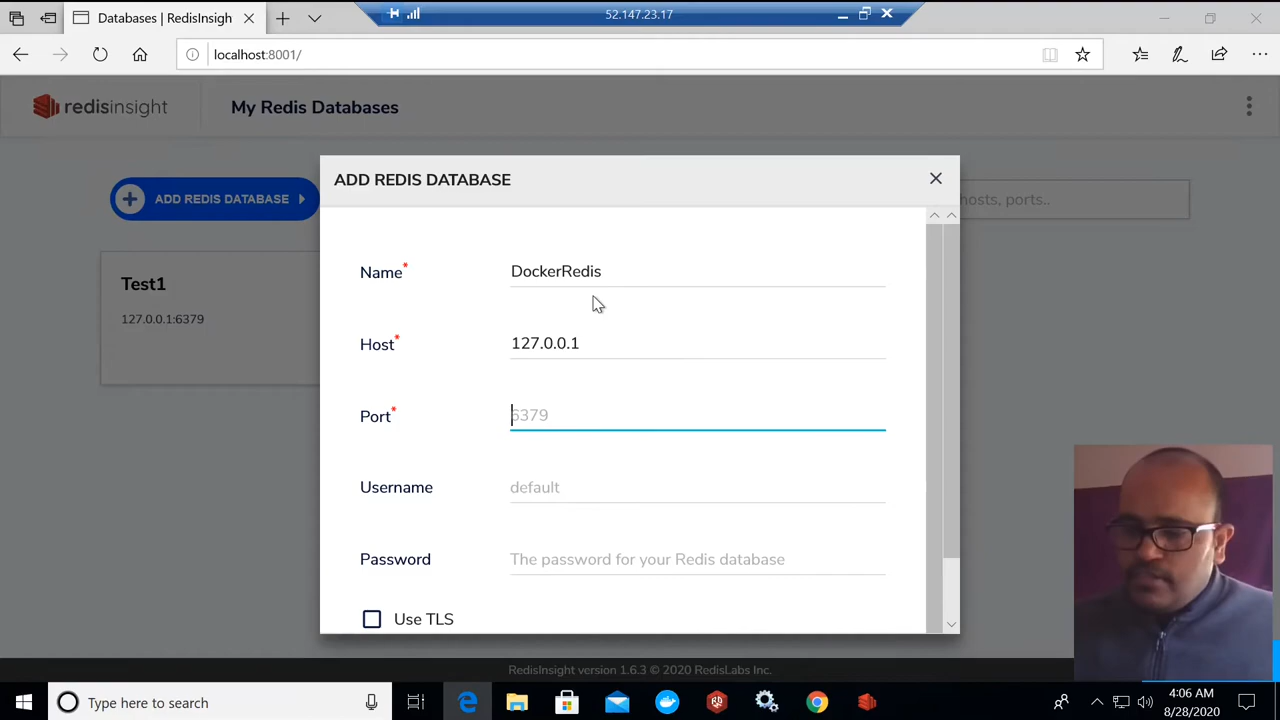 Databases | RedisInsigh
52.147.23.17
localhost:8001/
redisinsight
My Redis Databases
ADD REDIS DATABASE
hosts, ports..
Test1
127.0.0.1:6379
ADD REDIS DATABASE
Name*
DockerRedis
Host*
127.0.0.1
Port*
6379
Username
default
Password
The password for your Redis database
Use TLS
RedisInsight version 1.6.3 © 2020 RedisLabs Inc.
Type here to search
4:06 AM
8/28/2020